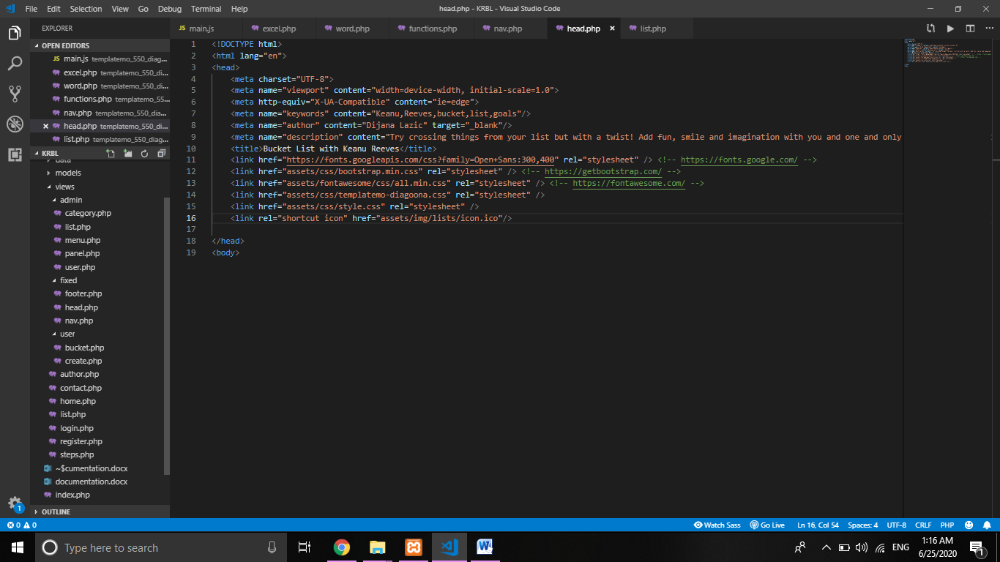 File Edit Selection View Go Debug Terminal Help head.php - KRBL - Visual Studio Code
EXPLORER
OPEN EDITORS
JS main.js templatemo_550_diag...
excel.php templatemo_550_di...
word.php templatemo_550_di...
functions.php templatemo_55...
nav.php templatemo_550_dia...
head.php templatemo_550_di...
list.php templatemo_550_diag...
KRBL
data
models
views
admin
category.php
list.php
menu.php
panel.php
user.php
fixed
footer.php
head.php
nav.php
user
bucket.php
create.php
author.php
contact.php
home.php
list.php
login.php
register.php
steps.php
~$cumentation.docx
documentation.docx
index.php
OUTLINE
JS main.js excel.php word.php functions.php nav.php head.php list.php
1 <!DOCTYPE html>
2 <html lang="en">
3 <head>
4 <meta charset="UTF-8">
5 <meta name="viewport" content="width=device-width, initial-scale=1.0">
6 <meta http-equiv="X-UA-Compatible" content="ie=edge">
7 <meta name="keywords" content="Keanu,Reeves,bucket,list,goals"/>
8 <meta name="author" content="Dijana Lazic" target="_blank"/>
9 <meta name="description" content="Try crossing things from your list but with a twist! Add fun, smile and imagination with you and one and only
10 <title>Bucket List with Keanu Reeves</title>
11 <link href="https://fonts.googleapis.com/css?family=Open+Sans:300,400" rel="stylesheet" /> <!-- https://fonts.google.com/ -->
12 <link href="assets/css/bootstrap.min.css" rel="stylesheet" /> <!-- https://getbootstrap.com/ -->
13 <link href="assets/fontawesome/css/all.min.css" rel="stylesheet" /> <!-- https://fontawesome.com/ -->
14 <link href="assets/css/templatemo-diagoona.css" rel="stylesheet" />
15 <link href="assets/css/style.css" rel="stylesheet" />
16 <link rel="shortcut icon" href="assets/img/lists/icon.ico"/>
17
18 </head>
19 <body>
1
0 0 Watch Sass Go Live Ln 16, Col 54 Spaces: 4 UTF-8 CRLF PHP
Type here to search ENG 1:16 AM
6/25/2020 1